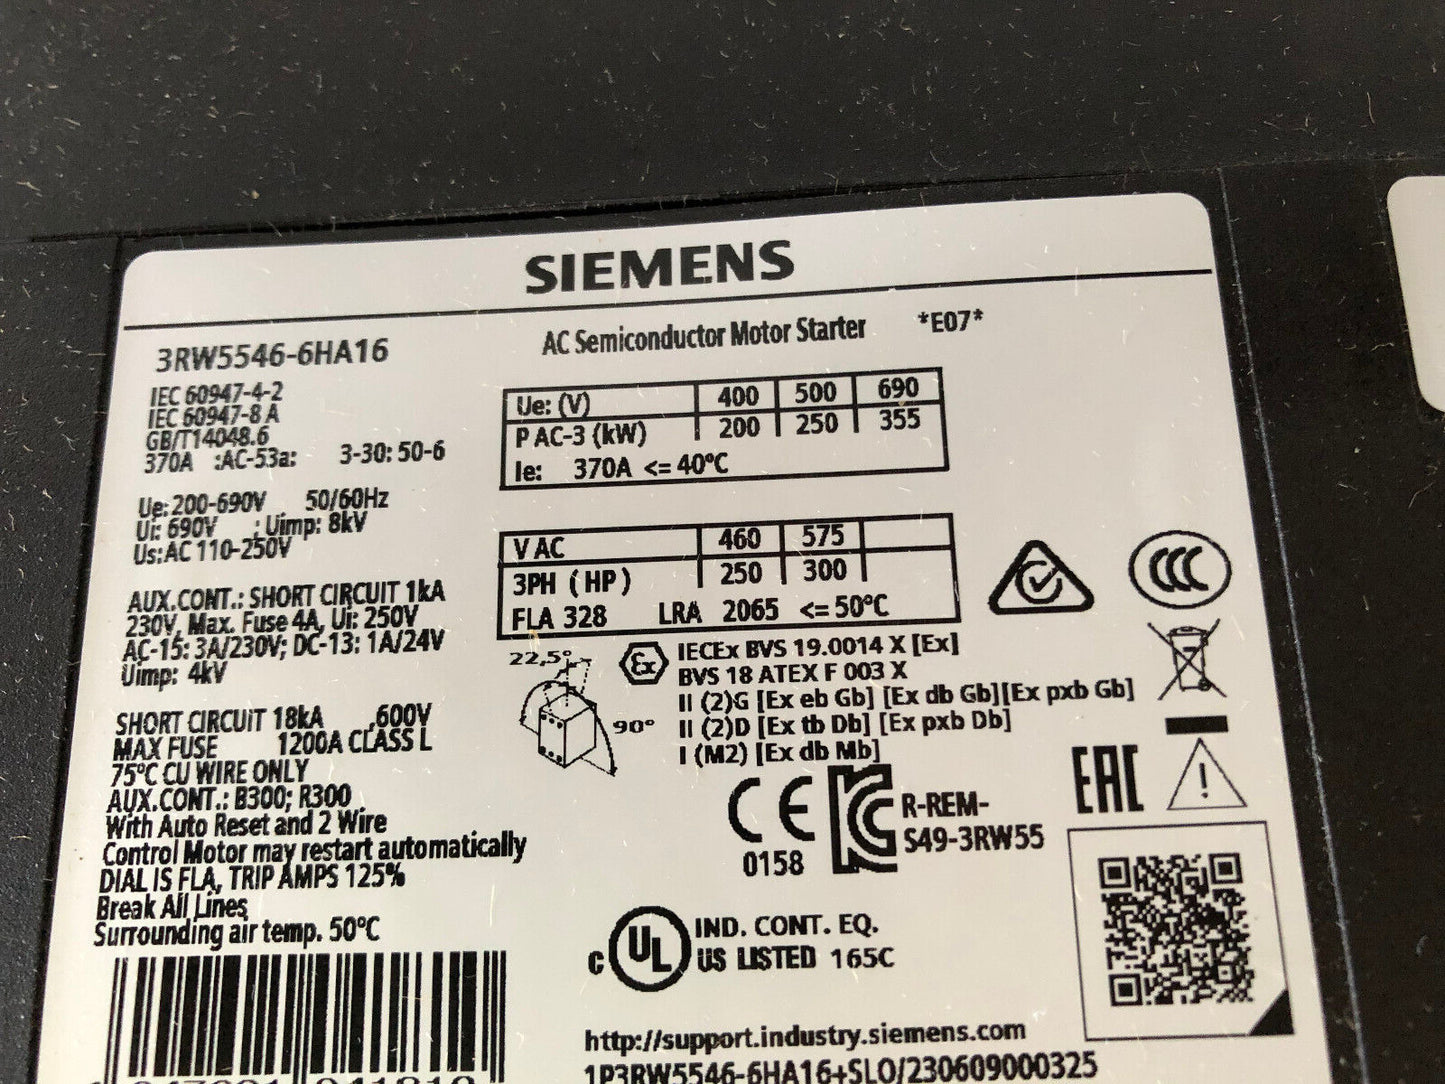 SIEMENS
3RW5546-6HA16
AC Semiconductor Motor Starter *E07*
IEC 60947-4-2
IEC 60947-8 A
GB/T14048.6
370A :AC-53a: 3-30: 50-6
Ue: 200-690V 50/60Hz
Ui: 690V ; Uimp: 8kV
Us:AC 110-250V
AUX.CONT.: SHORT CIRCUIT 1kA
230V, Max. Fuse 4A, Ui: 250V
AC-15: 3A/230V; DC-13: 1A/24V
Uimp: 4kV
SHORT CIRCUIT 18kA ,600V
MAX FUSE 1200A CLASS L
75°C CU WIRE ONLY
AUX.CONT.: B300; R300
With Auto Reset and 2 Wire
Control Motor may restart automatically
DIAL IS FLA, TRIP AMPS 125%
Break All Lines
Surrounding air temp. 50°C
Ue: (V) 400 500 690
P AC-3 (kW) 200 250 355
Ie: 370A <= 40°C
V AC 460 575
3PH ( HP ) 250 300
FLA 328 LRA 2065 <= 50°C
22,5°
90°
Ex
IECEx BVS 19.0014 X [Ex]
BVS 18 ATEX F 003 X
II (2)G [Ex eb Gb] [Ex db Gb][Ex pxb Gb]
II (2)D [Ex tb Db] [Ex pxb Db]
I (M2) [Ex db Mb]
CCC
CE
0158
R-REM-
S49-3RW55
EAC
c UL
IND. CONT. EQ.
US LISTED 165C
http://support.industry.siemens.com
1P3RW5546-6HA16+SLO/230609000325